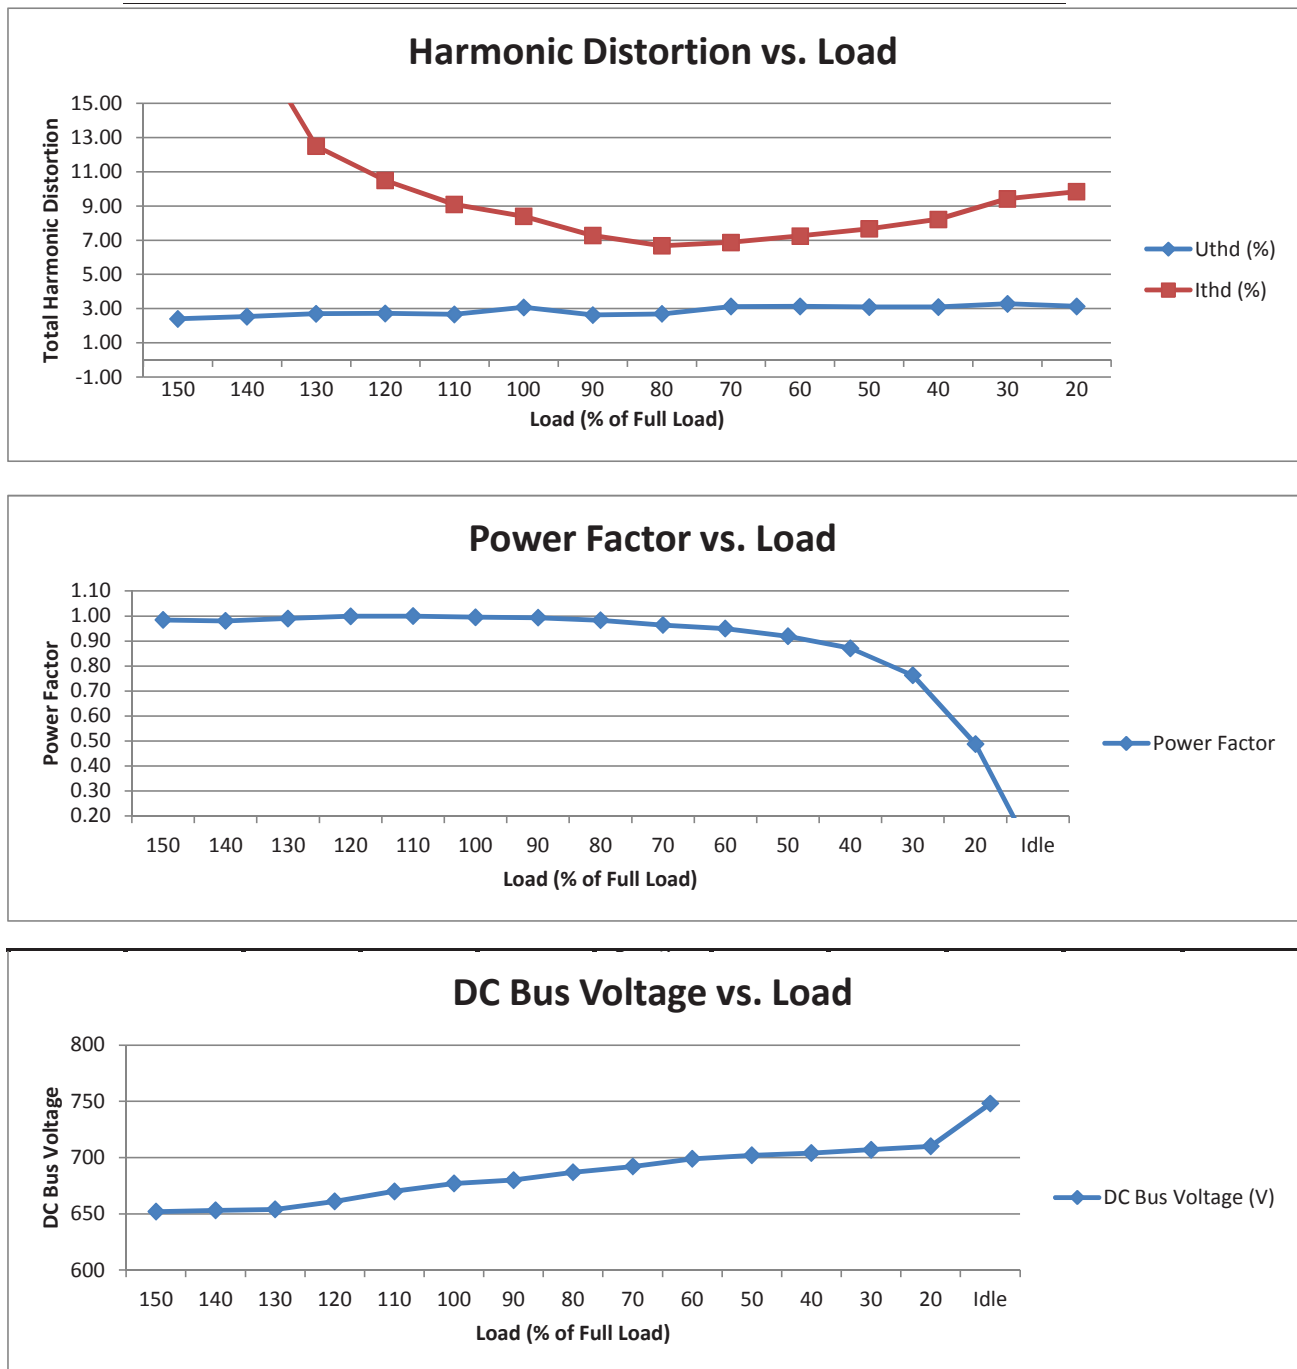 Harmonic Distortion vs. Load
Total Harmonic Distortion
15.00
13.00
11.00
9.00
7.00
5.00
3.00
1.00
-1.00
150 140 130 120 110 100 90 80 70 60 50 40 30 20
Load (% of Full Load)
Uthd (%)
Ithd (%)
Power Factor vs. Load
Power Factor
1.10
1.00
0.90
0.80
0.70
0.60
0.50
0.40
0.30
0.20
150 140 130 120 110 100 90 80 70 60 50 40 30 20 Idle
Load (% of Full Load)
Power Factor
DC Bus Voltage vs. Load
DC Bus Voltage
800
750
700
650
600
150 140 130 120 110 100 90 80 70 60 50 40 30 20 Idle
Load (% of Full Load)
DC Bus Voltage (V)